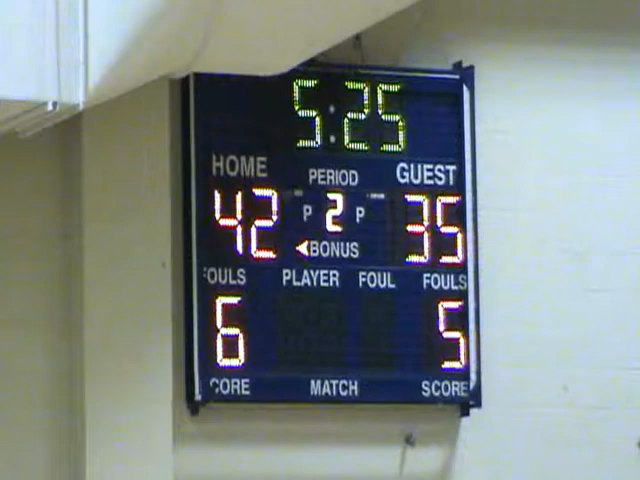 5:25
HOME PERIOD GUEST
42 P 2 P 35
BONUS
FOULS PLAYER FOUL FOULS
6 5
CORE MATCH SCORE